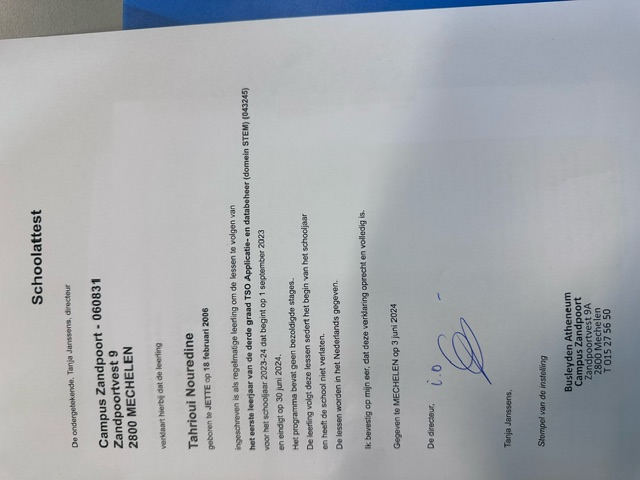 Schoolattest
De ondergetekende, Tanja Janssens, directeur
Campus Zandpoort - 060831
Zandpoortvest 9
2800 MECHELEN
verklaart hierbij dat de leerling
Tahrioui Nouredine
geboren te JETTE op 18 februari 2006
ingeschreven is als regelmatige leerling om de lessen te volgen van
het eerste leerjaar van de derde graad TSO Applicatie- en databeheer (domein STEM) (043245)
voor het schooljaar 2023-24 dat begint op 1 september 2023
en eindigt op 30 juni 2024.
Het programma bevat geen bezoldigde stages.
De leerling volgt deze lessen sedert het begin van het schooljaar
en heeft de school niet verlaten.
De lessen worden in het Nederlands gegeven.
Ik bevestig op mijn eer, dat deze verklaring oprecht en volledig is.
Gegeven te MECHELEN op 3 juni 2024
De directeur, i.o
Tanja Janssens,
Stempel van de instelling
Busleyden Atheneum
Campus Zandpoort
Zandpoortvest 9A
2800 Mechelen
T 015 27 56 50